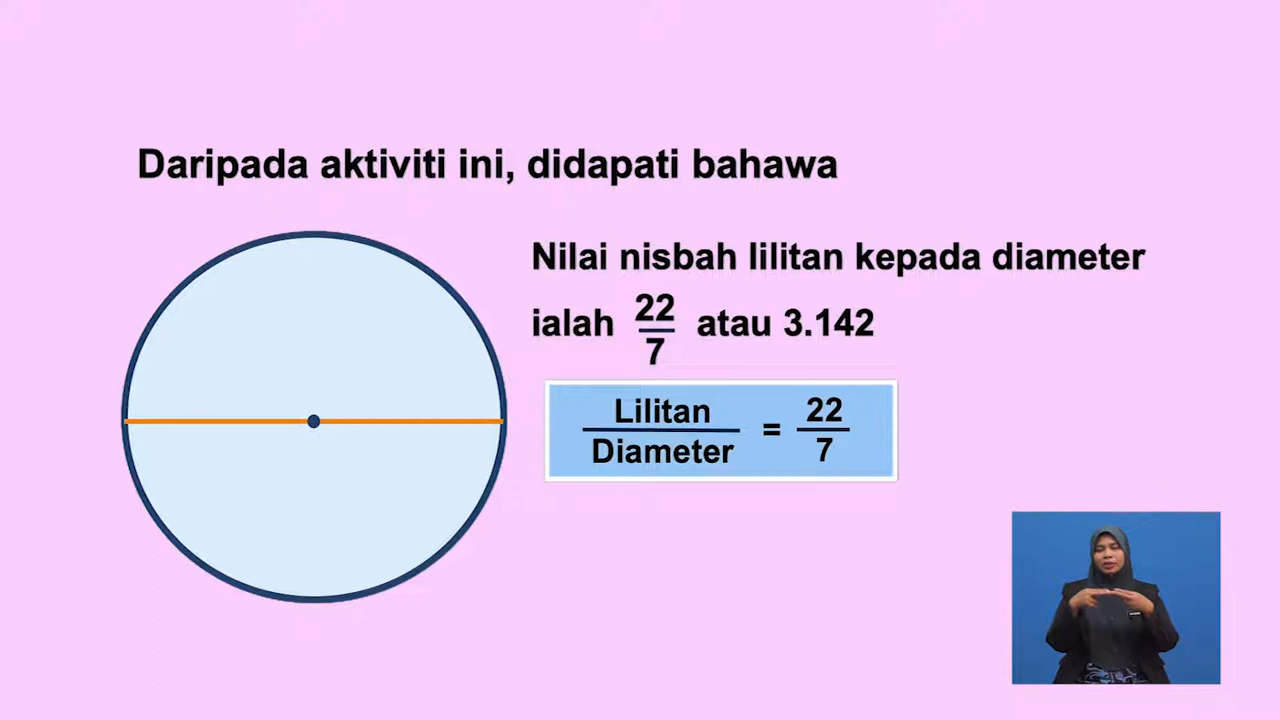 Daripada aktiviti ini, didapati bahawa
Nilai nisbah lilitan kepada diameter
ialah 22/7 atau 3.142
Lilitan/Diameter = 22/7